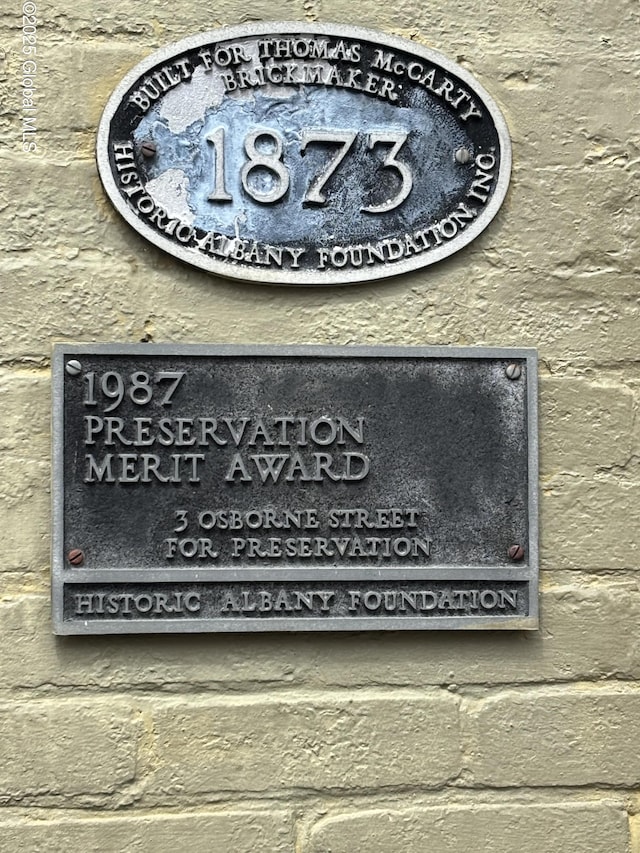 ©2025 Global MLS
BUILT FOR THOMAS McCARTY
BRICKMAKER
1873
HISTORIC ALBANY FOUNDATION, INC.
1987
PRESERVATION
MERIT AWARD
3 OSBORNE STREET
FOR PRESERVATION
HISTORIC ALBANY FOUNDATION